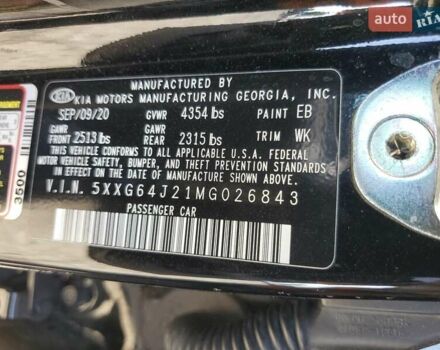 auto
RIA
MANUFACTURED BY
KIA KIA MOTORS MANUFACTURING GEORGIA, INC.
SEP/09/20 GVWR 4354 lbs PAINT EB
GAWR GAWR
FRONT 2513 lbs REAR 2315 lbs TRIM WK
THIS VEHICLE CONFORMS TO ALL APPLICABLE U.S.A. FEDERAL
MOTOR VEHICLE SAFETY, BUMPER, AND THEFT
PREVENTION STANDARDS IN EFFECT ON THE
DATE OF MANUFACTURE SHOWN ABOVE.
V.I.N. 5XXG64J21MG026843
PASSENGER CAR
3500